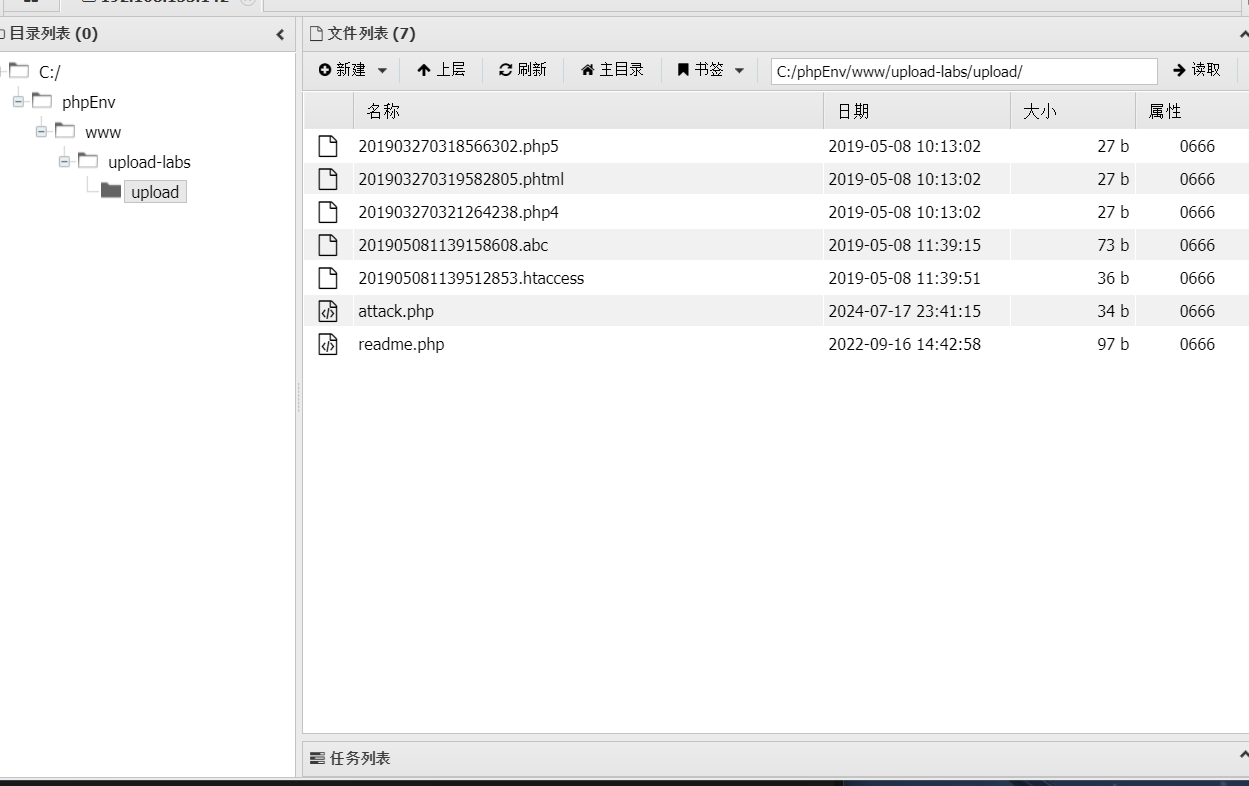 192.168.153.142
目录列表 (0)
文件列表 (7)
新建 上层 刷新 主目录 书签 C:/phpEnv/www/upload-labs/upload/ 读取
C:/
phpEnv
www
upload-labs
upload
名称 日期 大小 属性
201903270318566302.php5 2019-05-08 10:13:02 27 b 0666
201903270319582805.phtml 2019-05-08 10:13:02 27 b 0666
201903270321264238.php4 2019-05-08 10:13:02 27 b 0666
201905081139158608.abc 2019-05-08 11:39:15 73 b 0666
201905081139512853.htaccess 2019-05-08 11:39:51 36 b 0666
attack.php 2024-07-17 23:41:15 34 b 0666
readme.php 2022-09-16 14:42:58 97 b 0666
任务列表